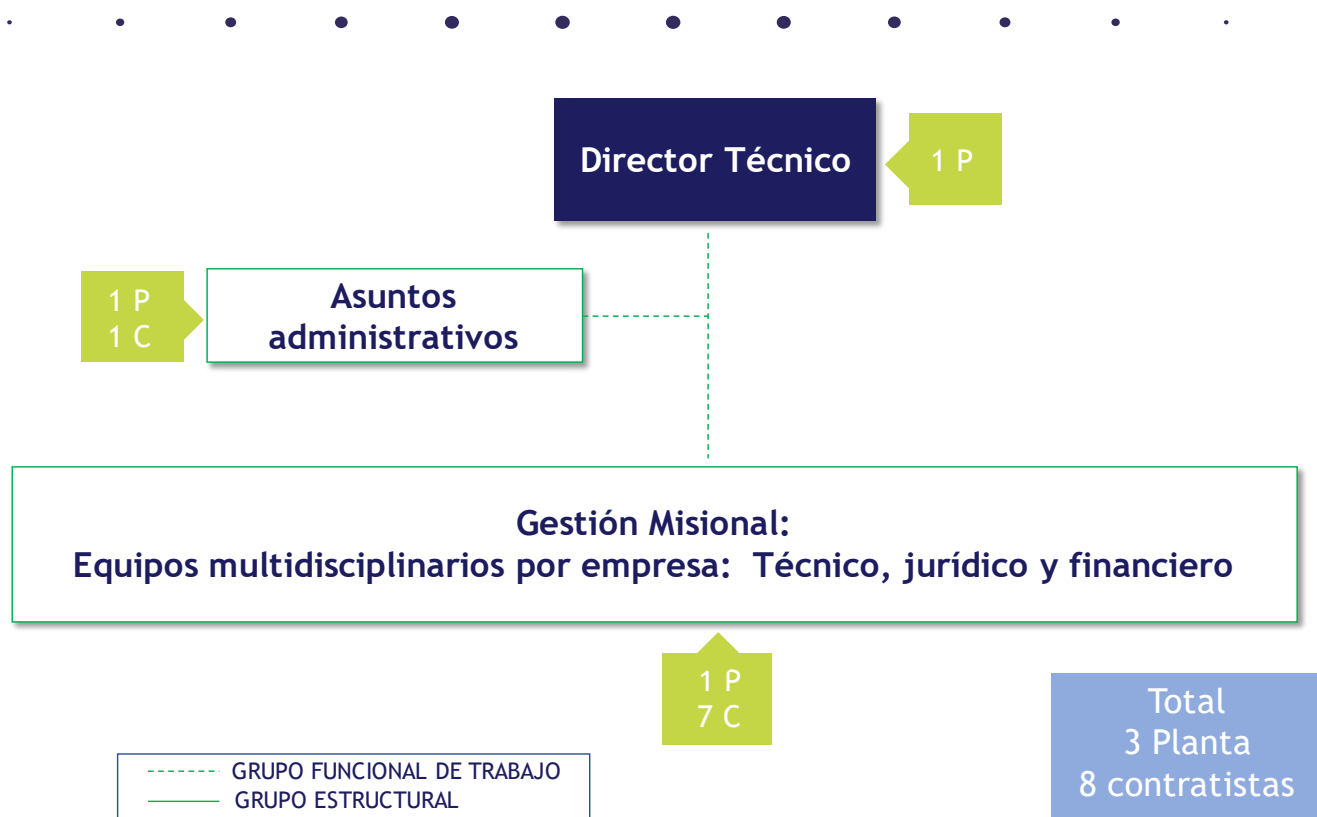 Director Técnico
1 P
1 P
1 C
Asuntos
administrativos
Gestión Misional:
Equipos multidisciplinarios por empresa: Técnico, jurídico y financiero
1 P
7 C
Total
3 Planta
8 contratistas
GRUPO FUNCIONAL DE TRABAJO
GRUPO ESTRUCTURAL